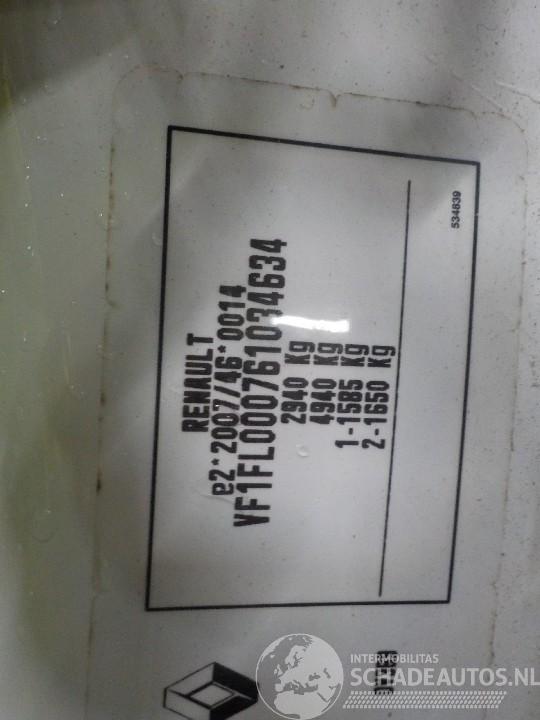 RENAULT
e2*2007/46*0014
VF1FL000761034634
2940 Kg
4940 Kg
1-1585 Kg
2-1650 Kg
534839
INTERMOBILITAS
SCHADEAUTOS.NL